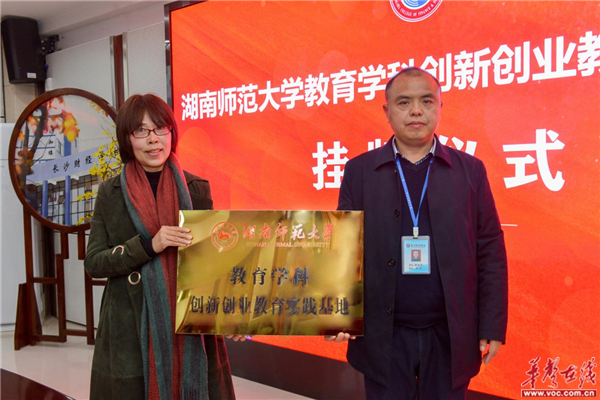 湖南师范大学教育学科创新创业教
挂牌仪式
长沙财经
湖南师范大学
HUNAN NORMAL UNIVERSITY
教育学科
创新创业教育实践基地
华声在线
www.voc.com.cn